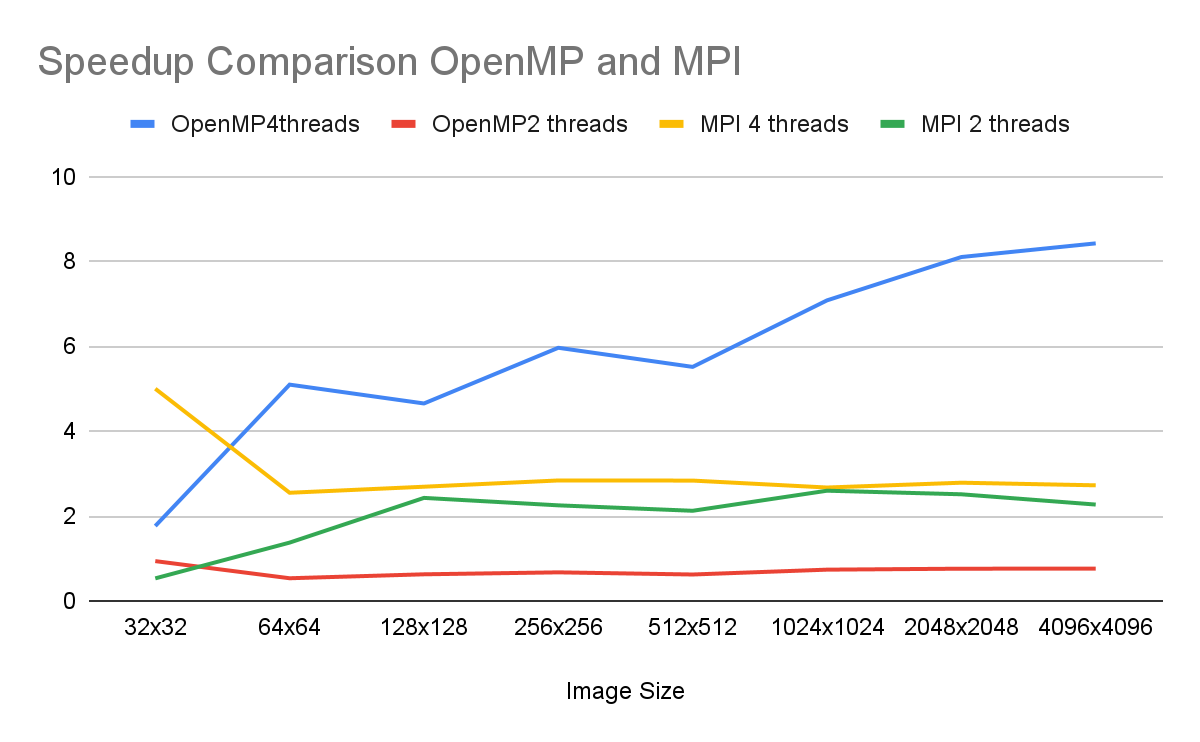 Speedup Comparison OpenMP and MPI
OpenMP4threads OpenMP2 threads MPI 4 threads MPI 2 threads
10
8
6
4
2
0
32x32 64x64 128x128 256x256 512x512 1024x1024 2048x2048 4096x4096
Image Size